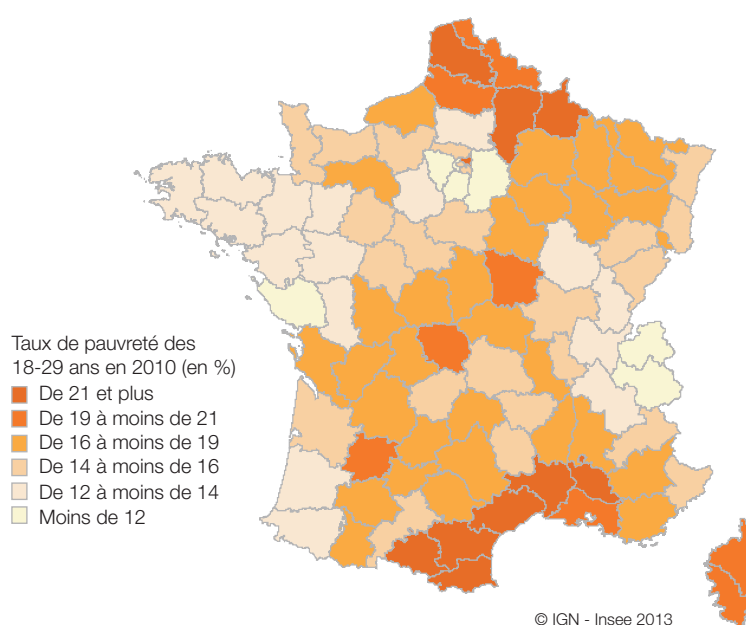 Taux de pauvreté des
18-29 ans en 2010 (en %)
De 21 et plus
De 19 à moins de 21
De 16 à moins de 19
De 14 à moins de 16
De 12 à moins de 14
Moins de 12
© IGN - Insee 2013